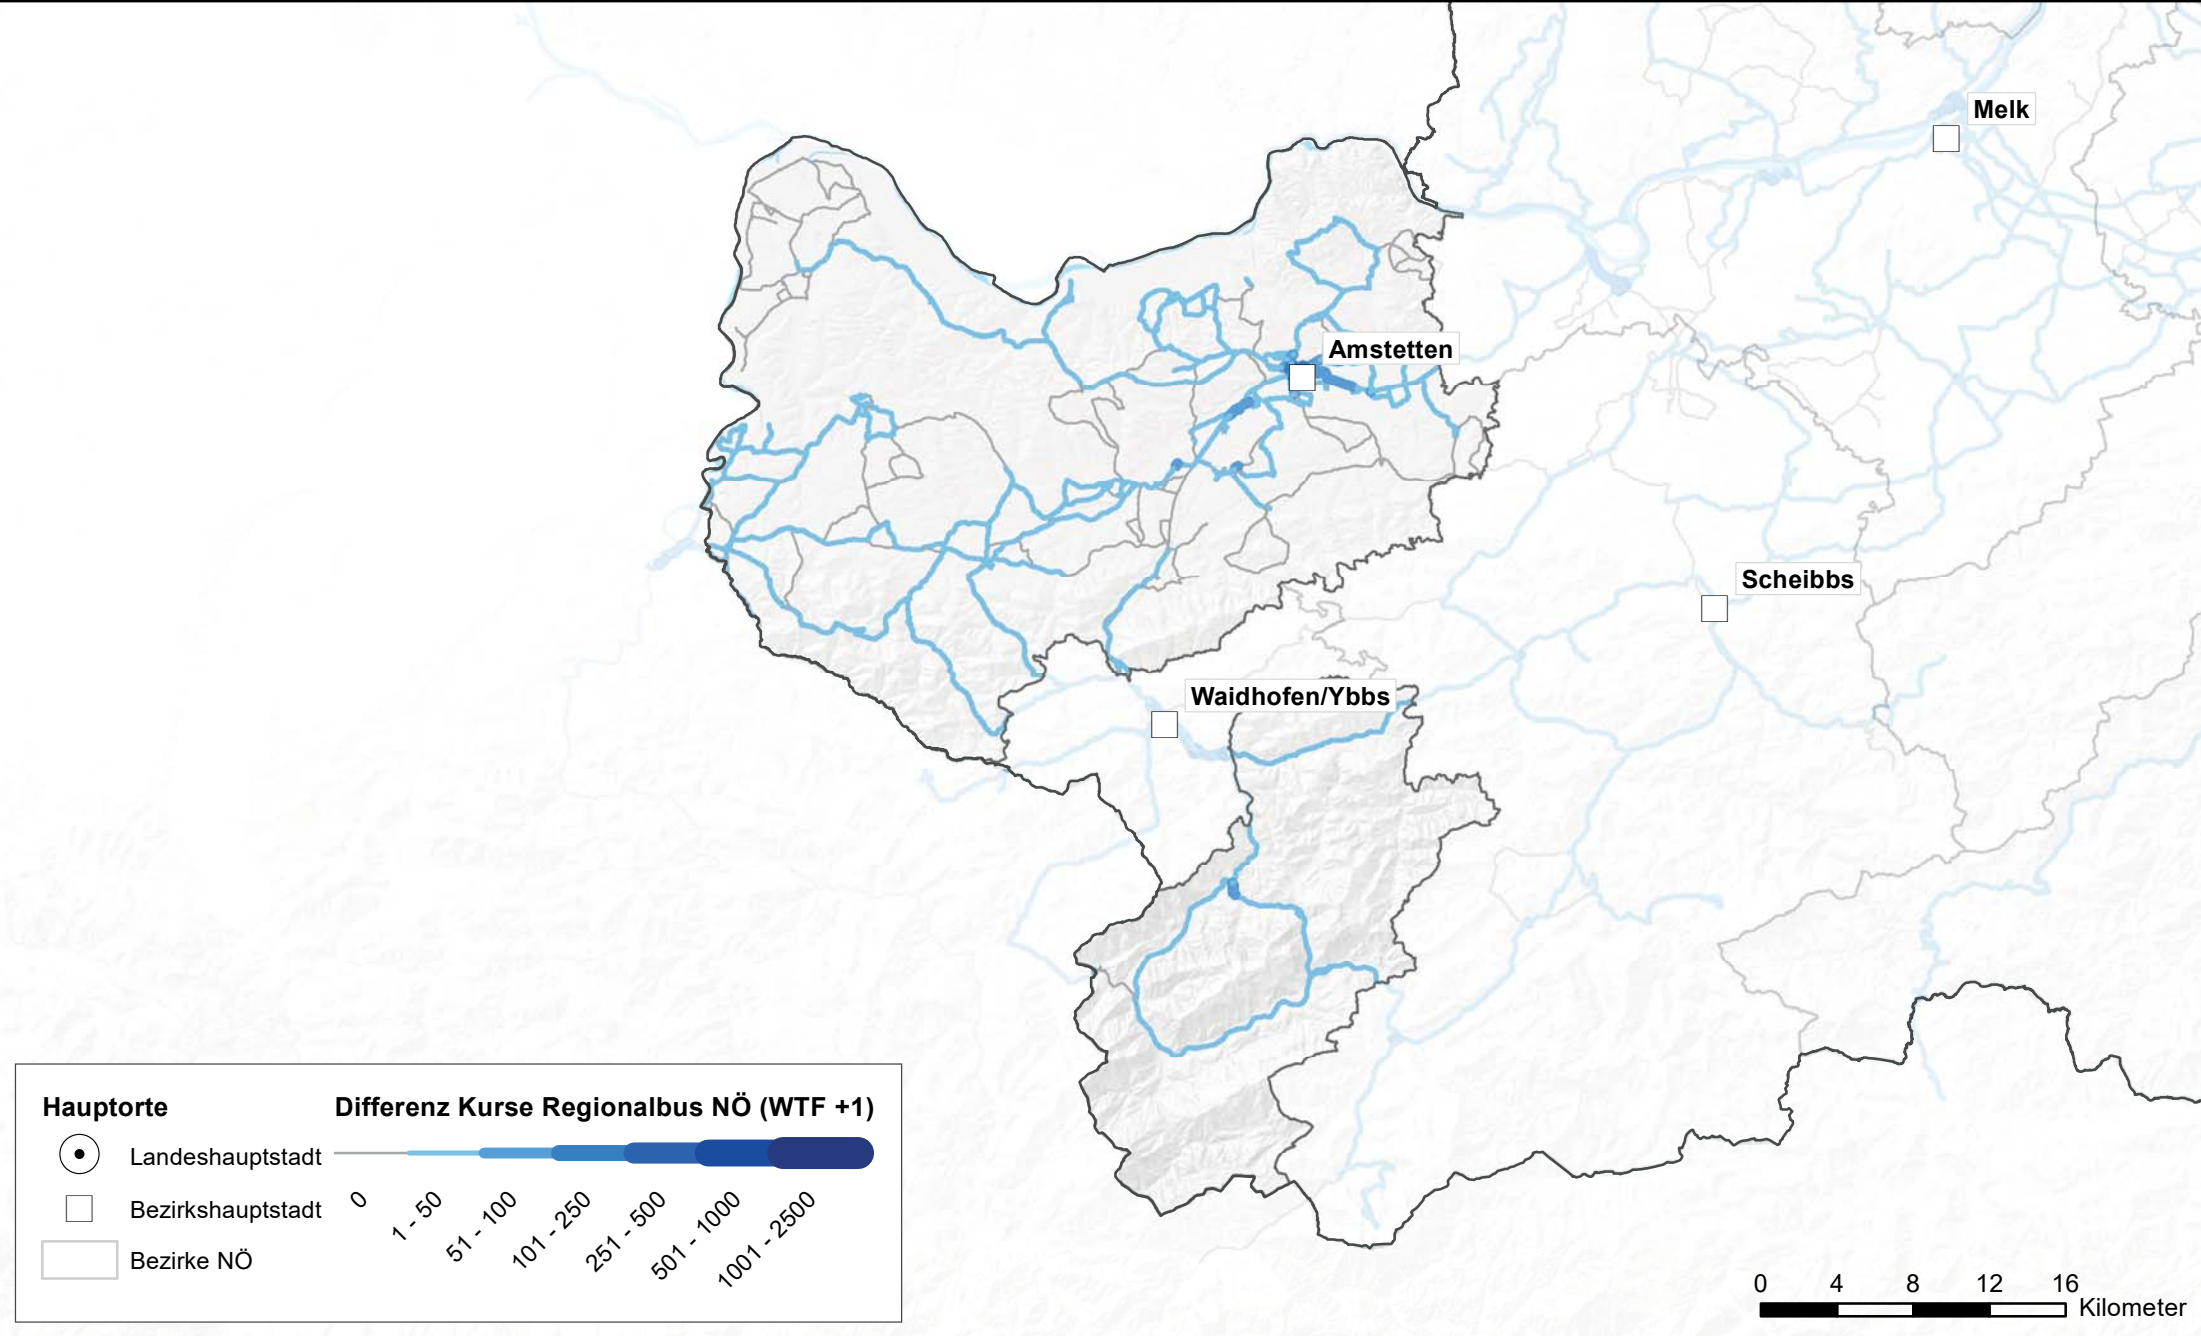 Melk
Amstetten
Scheibbs
Waidhofen/Ybbs
Hauptorte
Landeshauptstadt
Bezirkshauptstadt
Bezirke NÖ
Differenz Kurse Regionalbus NÖ (WTF +1)
0
1 - 50
51 - 100
101 - 250
251 - 500
501 - 1000
1001 - 2500
0 4 8 12 16
Kilometer